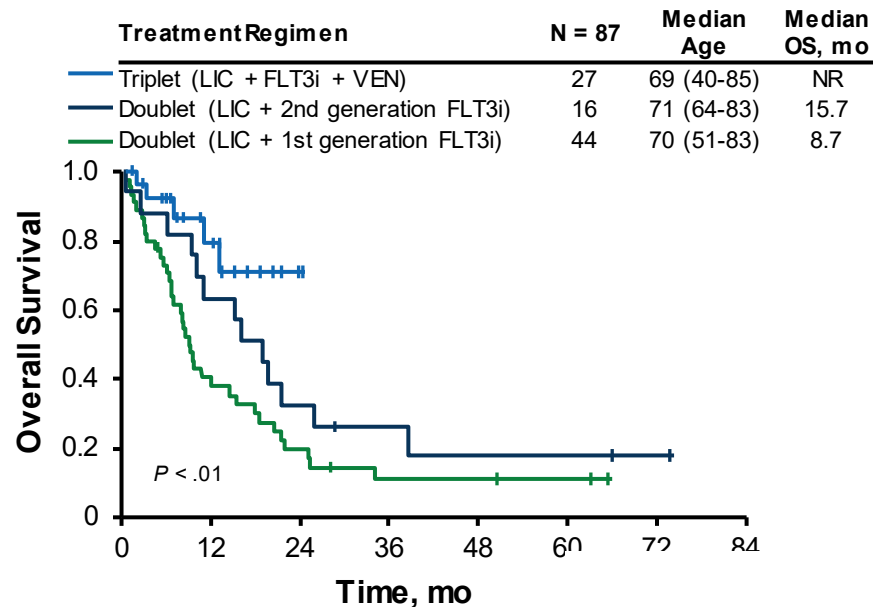 Treatment Regimen N = 87 Median Age Median OS, mo
Triplet (LIC + FLT3i + VEN) 27 69 (40-85) NR
Doublet (LIC + 2nd generation FLT3i) 16 71 (64-83) 15.7
Doublet (LIC + 1st generation FLT3i) 44 70 (51-83) 8.7
1.0
0.8
0.6
0.4
0.2
0
Overall Survival
P < .01
0 12 24 36 48 60 72 84
Time, mo